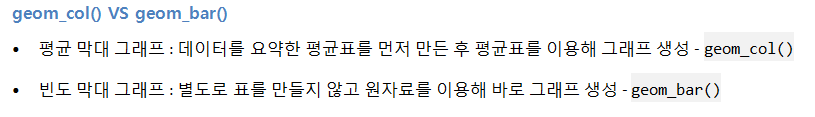 geom_col() VS geom_bar()
• 평균 막대 그래프 : 데이터를 요약한 평균표를 먼저 만든 후 평균표를 이용해 그래프 생성 - geom_col()
• 빈도 막대 그래프 : 별도로 표를 만들지 않고 원자료를 이용해 바로 그래프 생성 - geom_bar()